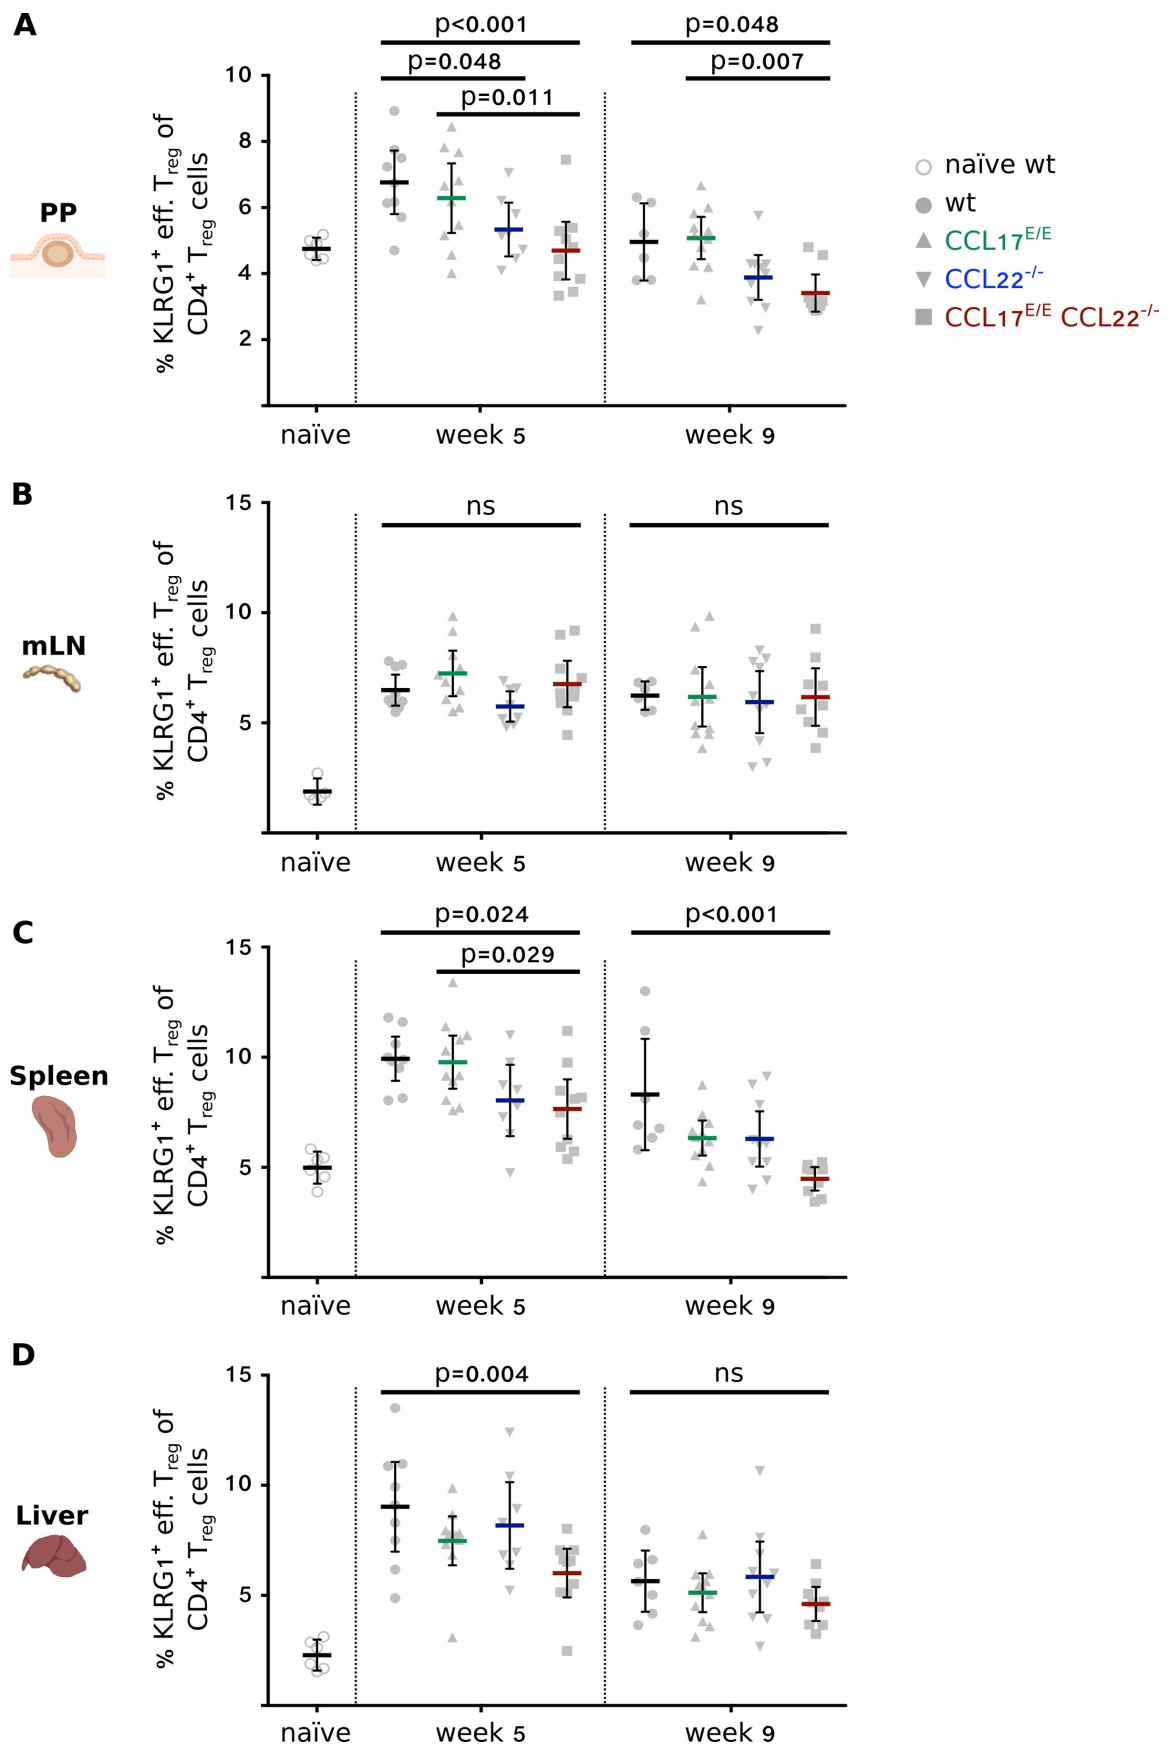 A
p<0.001
p=0.048
p=0.048
p=0.007
p=0.011
PP
% KLRG1⁺ eff. Treg of
CD4⁺ Treg cells
10
8
6
4
2
naïve
week 5
week 9
naïve wt
wt
CCL17^E/E
CCL22^-/-
CCL17^E/E CCL22^-/-
B
ns
ns
mLN
% KLRG1⁺ eff. Treg of
CD4⁺ Treg cells
15
10
5
naïve
week 5
week 9
C
p=0.024
p<0.001
p=0.029
Spleen
% KLRG1⁺ eff. Treg of
CD4⁺ Treg cells
15
10
5
naïve
week 5
week 9
D
p=0.004
ns
Liver
% KLRG1⁺ eff. Treg of
CD4⁺ Treg cells
15
10
5
naïve
week 5
week 9